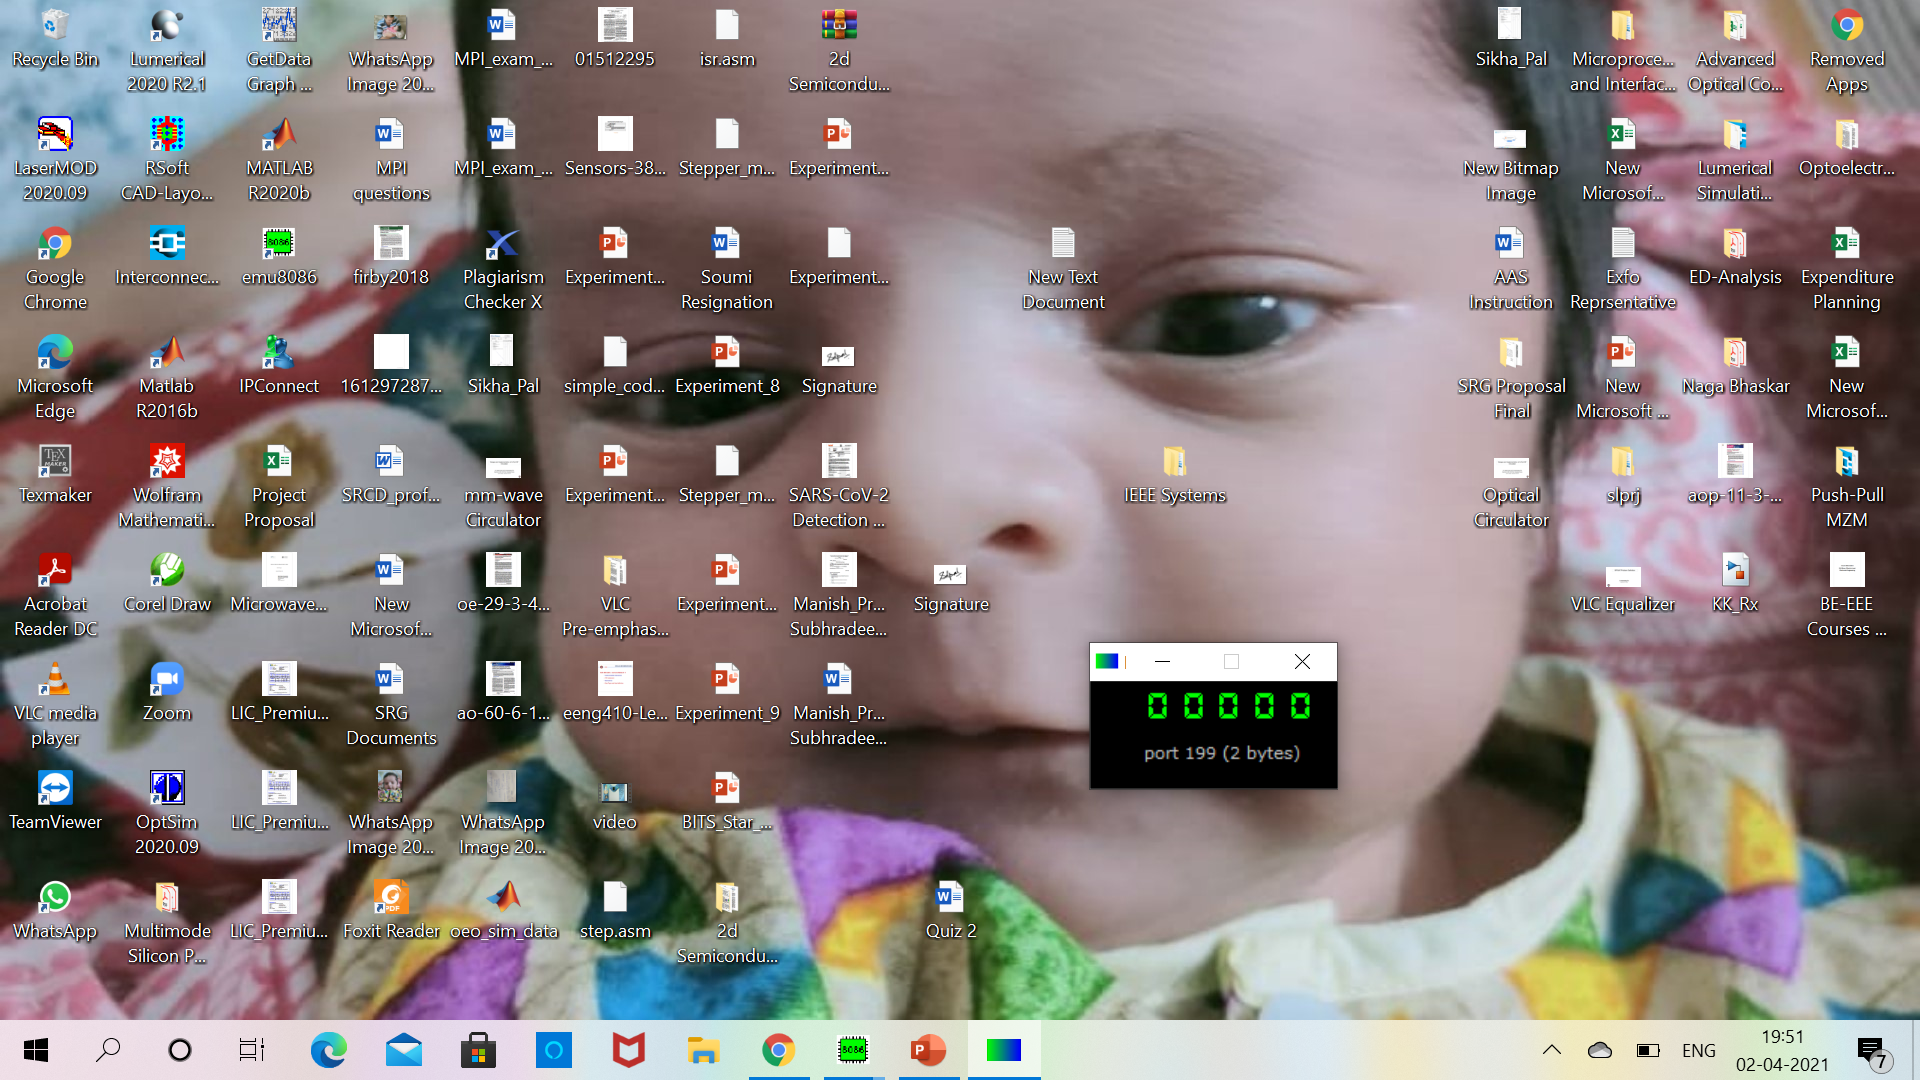 Recycle Bin
Lumerical
2020 R2.1
GetData
Graph ...
WhatsApp
Image 20...
MPI_exam_...
01512295
isr.asm
2d
Semicondu...
Sikha_Pal
Microproce...
and Interfac...
Advanced
Optical Co...
Removed
Apps
LaserMOD
2020.09
RSoft
CAD-Layo...
MATLAB
R2020b
MPI
questions
MPI_exam_...
Sensors-38...
Stepper_m...
Experiment...
New Bitmap
Image
New
Microsof...
Lumerical
Simulati...
Optoelectr...
Google
Chrome
Interconnec...
emu8086
firby2018
Plagiarism
Checker X
Experiment...
Soumi
Resignation
Experiment...
New Text
Document
AAS
Instruction
Exfo
Reprsentative
ED-Analysis
Expenditure
Planning
Microsoft
Edge
Matlab
R2016b
IPConnect
161297287...
Sikha_Pal
simple_cod...
Experiment_8
Signature
SRG Proposal
Final
New
Microsoft ...
Naga Bhaskar
New
Microsof...
Texmaker
Wolfram
Mathemati...
Project
Proposal
SRCD_prof...
mm-wave
Circulator
Experiment...
Stepper_m...
SARS-CoV-2
Detection ...
IEEE Systems
Optical
Circulator
slprj
aop-11-3-...
Push-Pull
MZM
Acrobat
Reader DC
Corel Draw
Microwave...
New
Microsof...
oe-29-3-4...
VLC
Pre-emphas...
Experiment...
Manish_Pr...
Subhradee...
Signature
VLC Equalizer
KK_Rx
BE-EEE
Courses ...
VLC media
player
Zoom
LIC_Premiu...
SRG
Documents
ao-60-6-1...
eeng410-Le...
Experiment_9
Manish_Pr...
Subhradee...
00000
port 199 (2 bytes)
TeamViewer
OptSim
2020.09
LIC_Premiu...
WhatsApp
Image 20...
WhatsApp
Image 20...
video
BITS_Star_...
WhatsApp
Multimode
Silicon P...
LIC_Premiu...
Foxit Reader
oeo_sim_data
step.asm
2d
Semicondu...
Quiz 2
8086
ENG
19:51
02-04-2021
7